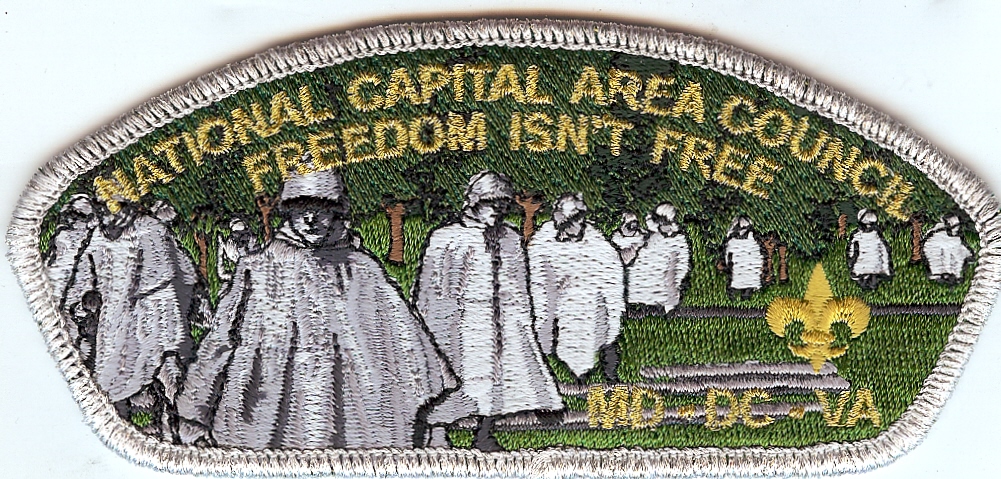 NATIONAL CAPITAL AREA COUNCIL
FREEDOM ISN'T FREE
MD - DC - VA